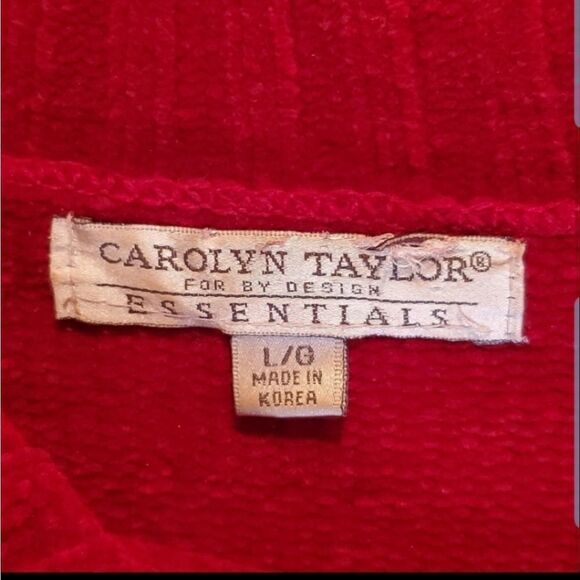 CAROLYN TAYLOR®
FOR BY DESIGN
ESSENTIALS
L/G
MADE IN
KOREA